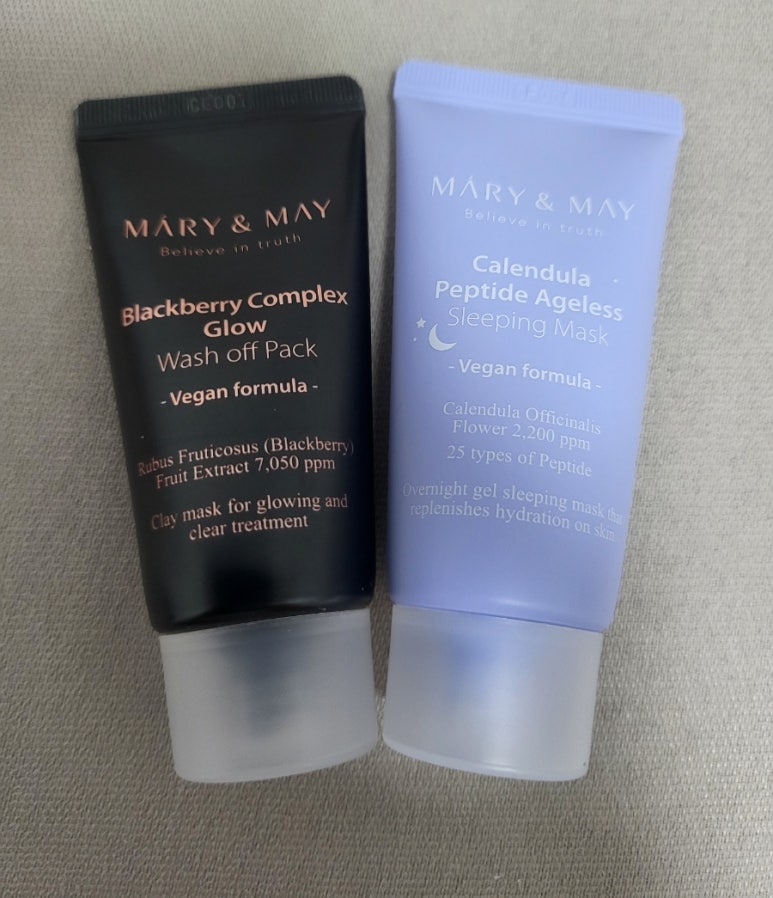 MÁRY & MAY
Believe in truth
Blackberry Complex
Glow
Wash off Pack
- Vegan formula -
Rubus Fruticosus (Blackberry)
Fruit Extract 7,050 ppm
Clay mask for glowing and
clear treatment
MÁRY & MAY
Believe in truth
Calendula
Peptide Ageless
Sleeping Mask
- Vegan formula -
Calendula Officinalis
Flower 2,200 ppm
25 types of Peptide
Overnight gel sleeping mask that
replenishes hydration on skin